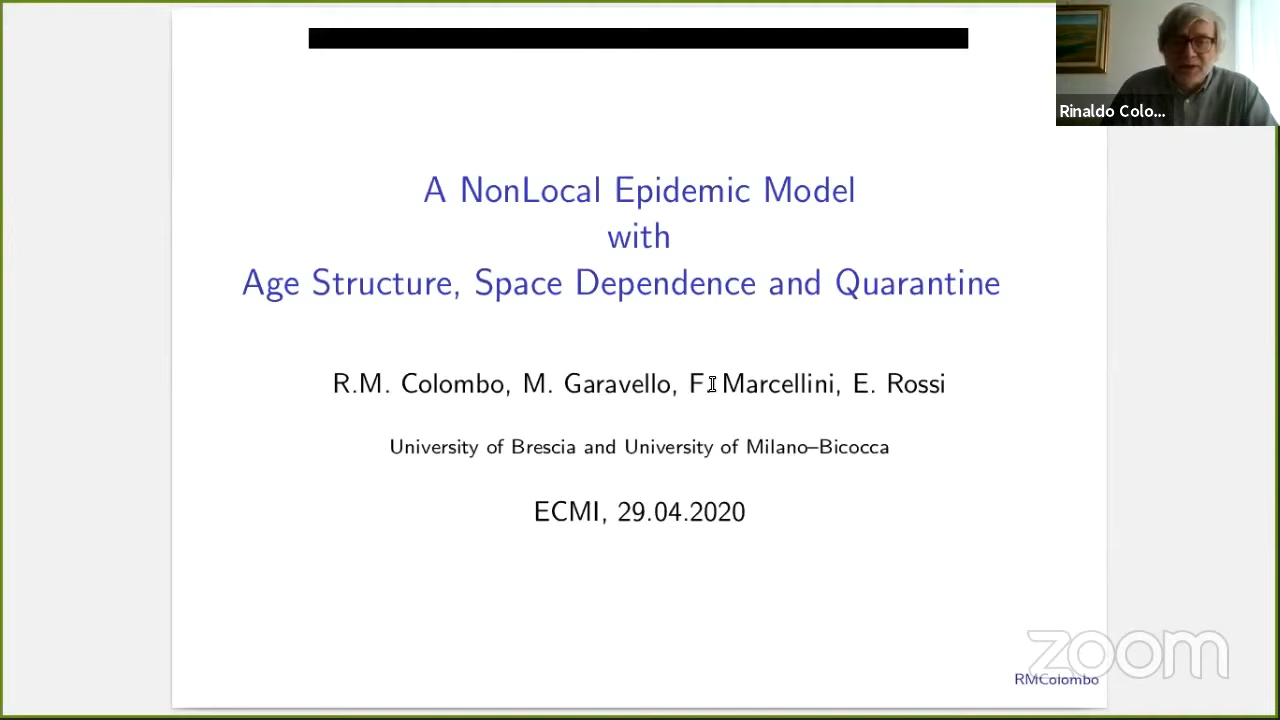 Rinaldo Colo...
A NonLocal Epidemic Model
with
Age Structure, Space Dependence and Quarantine
R.M. Colombo, M. Garavello, F. Marcellini, E. Rossi
University of Brescia and University of Milano–Bicocca
ECMI, 29.04.2020
zoom
RMColombo